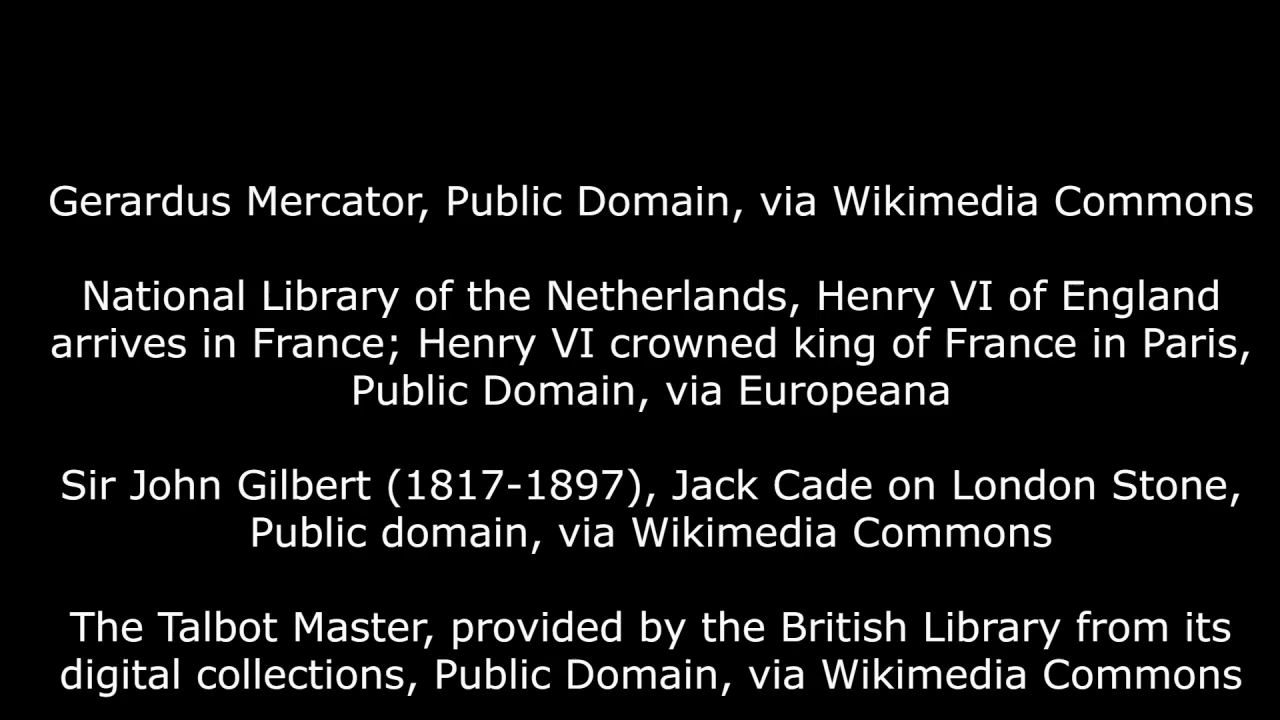 Gerardus Mercator, Public Domain, via Wikimedia Commons
National Library of the Netherlands, Henry VI of England
arrives in France; Henry VI crowned king of France in Paris,
Public Domain, via Europeana
Sir John Gilbert (1817-1897), Jack Cade on London Stone,
Public domain, via Wikimedia Commons
The Talbot Master, provided by the British Library from its
digital collections, Public Domain, via Wikimedia Commons